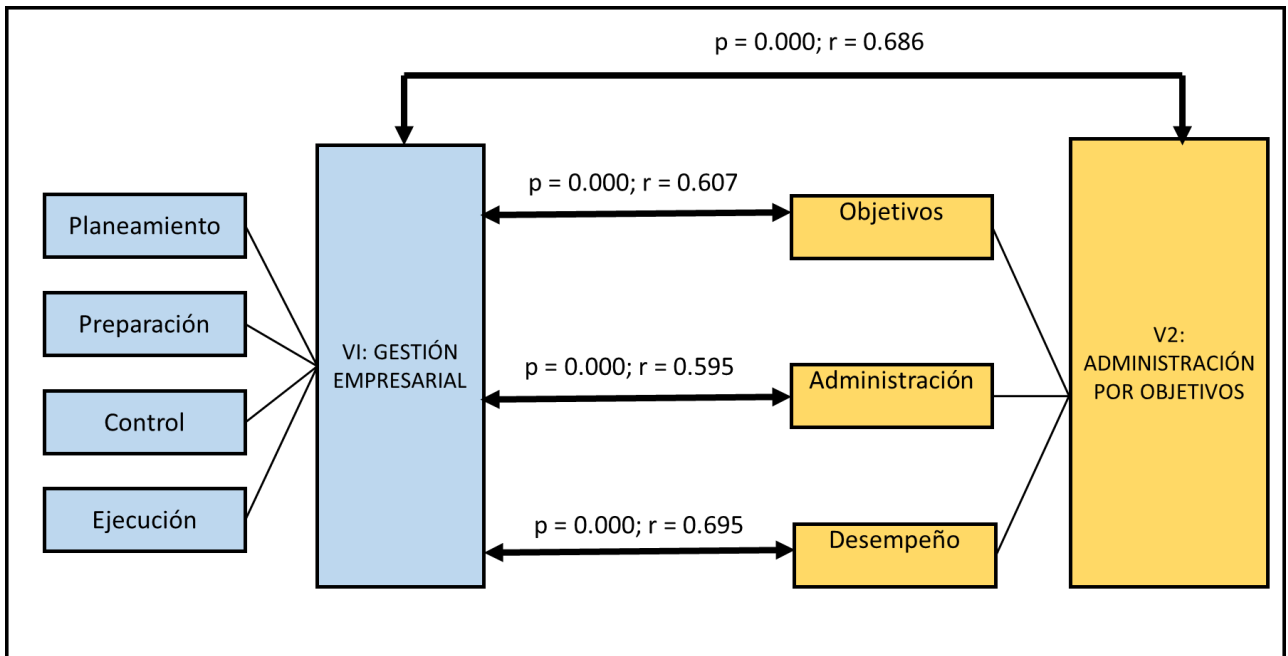 p = 0.000; r = 0.686
Planeamiento
Preparación
Control
Ejecución
VI: GESTIÓN
EMPRESARIAL
p = 0.000; r = 0.607
p = 0.000; r = 0.595
p = 0.000; r = 0.695
Objetivos
Administración
Desempeño
V2:
ADMINISTRACIÓN
POR OBJETIVOS